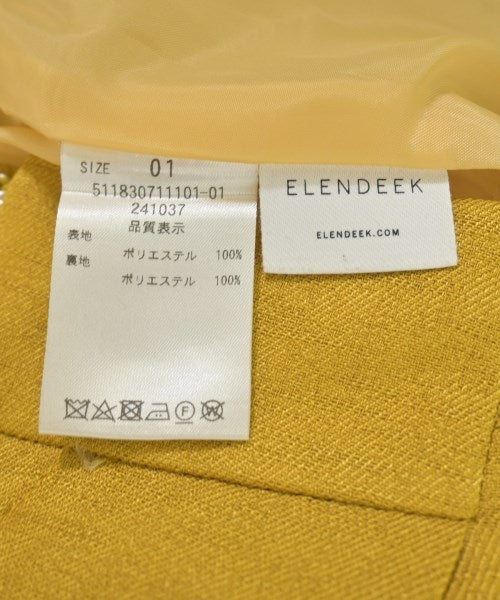 SIZE 01
511830711101-01
241037
品質表示
表地 ポリエステル 100%
裏地 ポリエステル 100%
ELENDEEK
ELENDEEK.COM